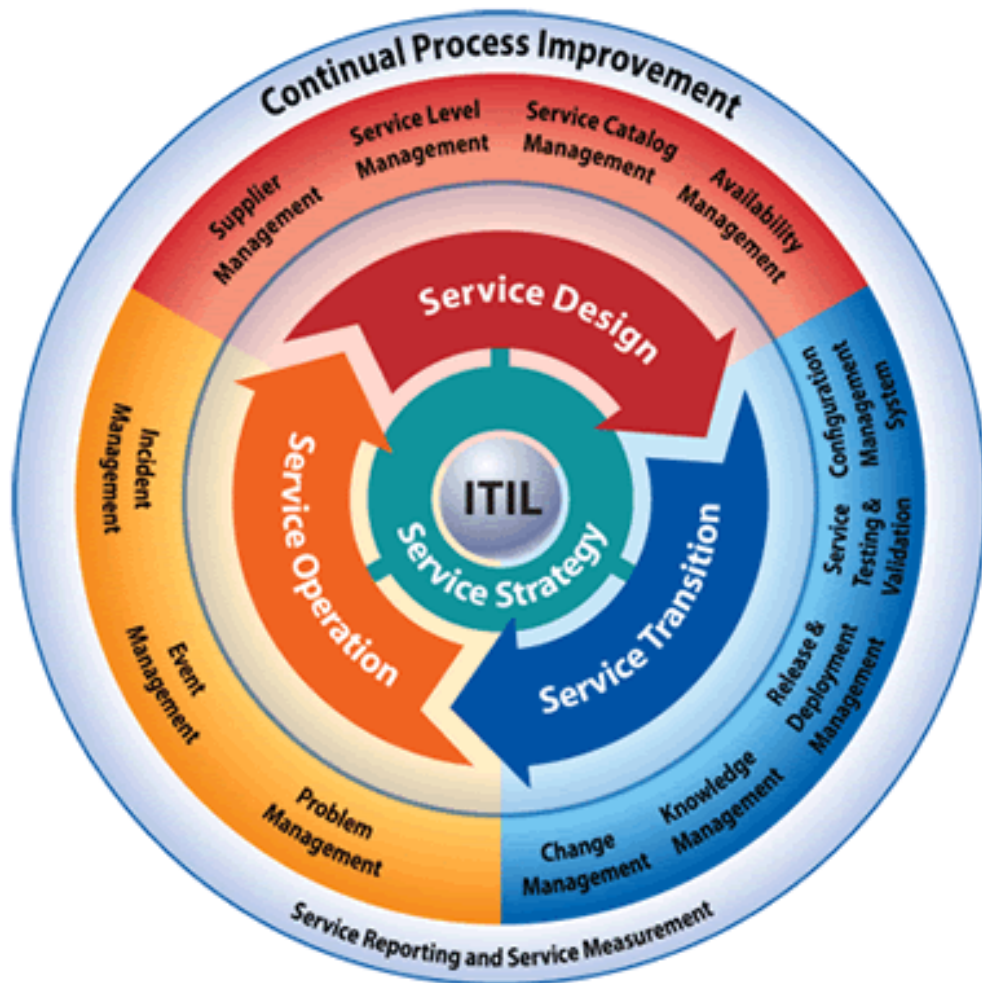 Continual Process Improvement
Supplier
Management
Service Level
Management
Service Catalog
Management
Availability
Management
Configuration
Management
System
Service
Testing &
Validation
Release &
Deployment
Management
Knowledge
Management
Change
Management
Problem
Management
Event
Management
Incident
Management
Service Design
Service Transition
Service Operation
Service Strategy
ITIL
Service Reporting and Service Measurement